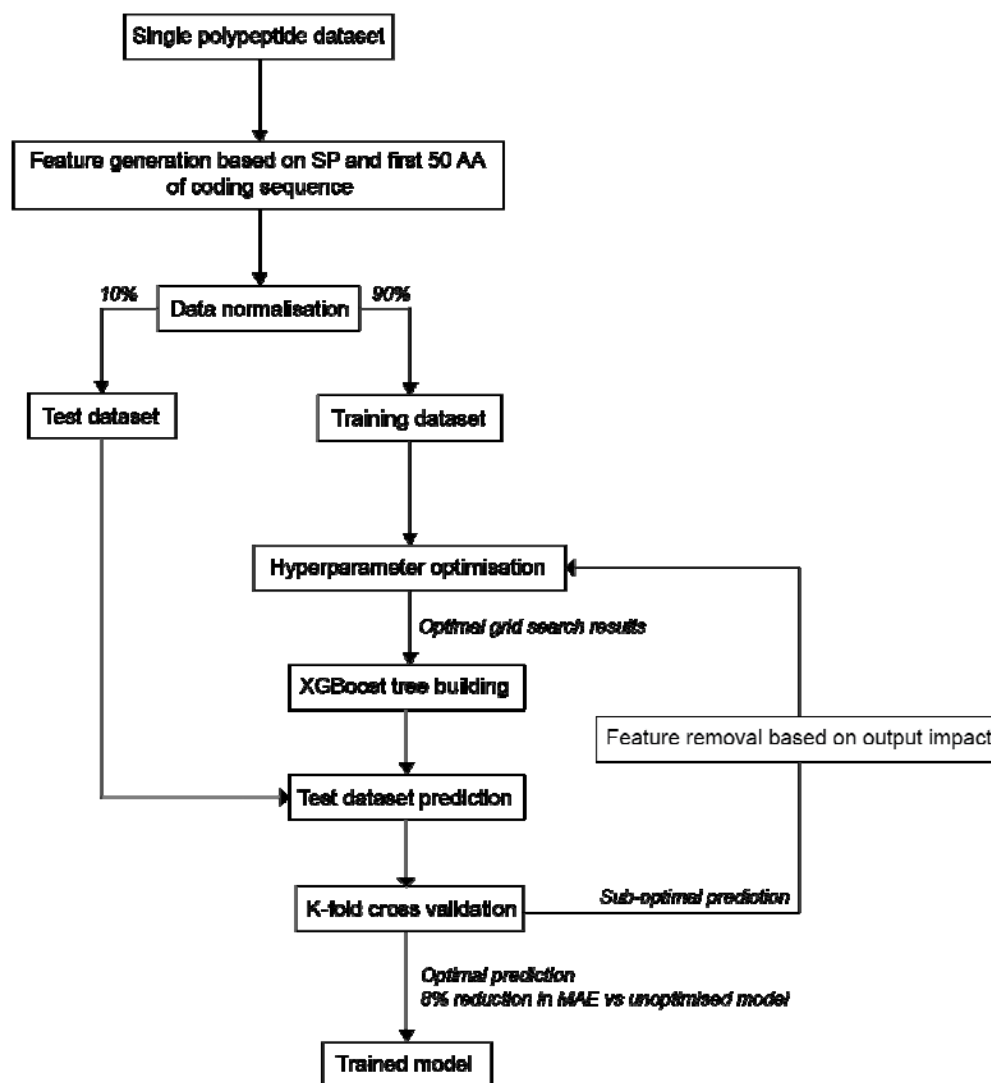 Single polypeptide dataset
Feature generation based on SP and first 50 AA
of coding sequence
10%
Data normalisation
90%
Test dataset
Training dataset
Hyperparameter optimisation
Optimal grid search results
XGBoost tree building
Feature removal based on output impact
Test dataset prediction
K-fold cross validation
Sub-optimal prediction
Optimal prediction
8% reduction in MAE vs unoptimised model
Trained model